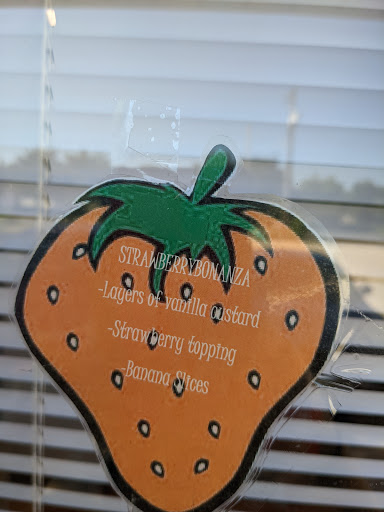 STRAWBERRYBONANZA
-Layers of vanilla custard
-Strawberry topping
-Banana Slices